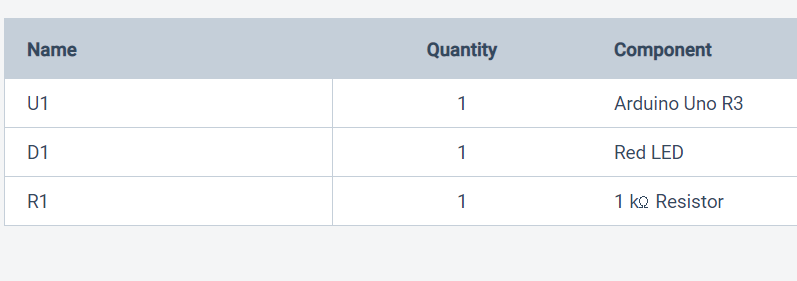 Name Quantity Component
U1 1 Arduino Uno R3
D1 1 Red LED
R1 1 1 kΩ Resistor